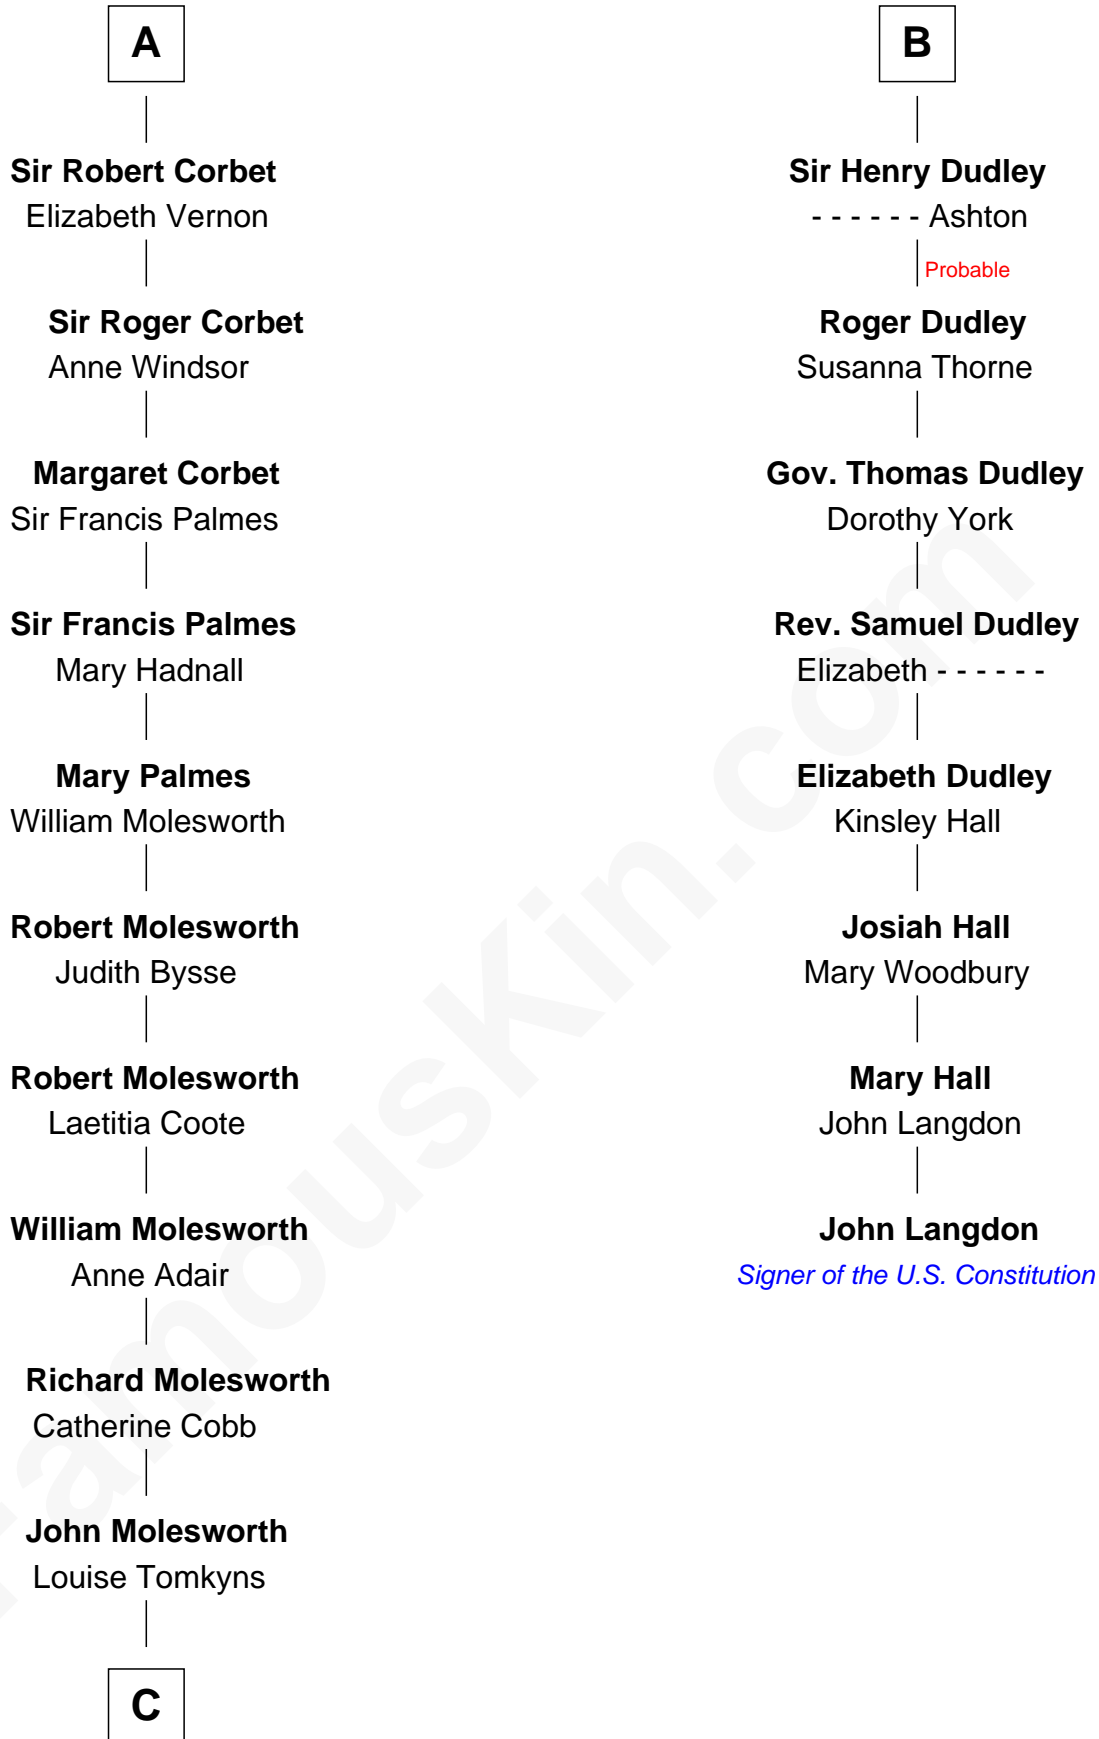 A
Sir Robert Corbet
Elizabeth Vernon
Sir Roger Corbet
Anne Windsor
Margaret Corbet
Sir Francis Palmes
Sir Francis Palmes
Mary Hadnall
Mary Palmes
William Molesworth
Robert Molesworth
Judith Bysse
Robert Molesworth
Laetitia Coote
William Molesworth
Anne Adair
Richard Molesworth
Catherine Cobb
John Molesworth
Louise Tomkyns
C
B
Sir Henry Dudley
- - - - - - Ashton
Probable
Roger Dudley
Susanna Thorne
Gov. Thomas Dudley
Dorothy York
Rev. Samuel Dudley
Elizabeth - - - - - -
Elizabeth Dudley
Kinsley Hall
Josiah Hall
Mary Woodbury
Mary Hall
John Langdon
John Langdon
Signer of the U.S. Constitution
FamousKin.com